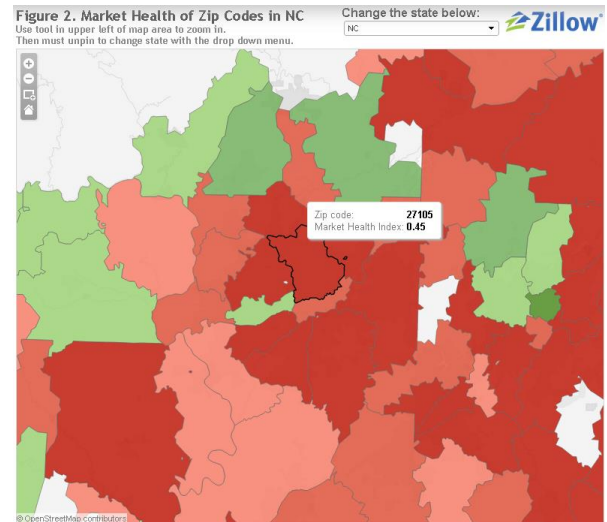 Figure 2. Market Health of Zip Codes in NC
Use tool in upper left of map area to zoom in.
Then must unpin to change state with the drop down menu.
Change the state below:
NC
Zillow
Zip code: 27105
Market Health Index: 0.45
© OpenStreetMap contributors